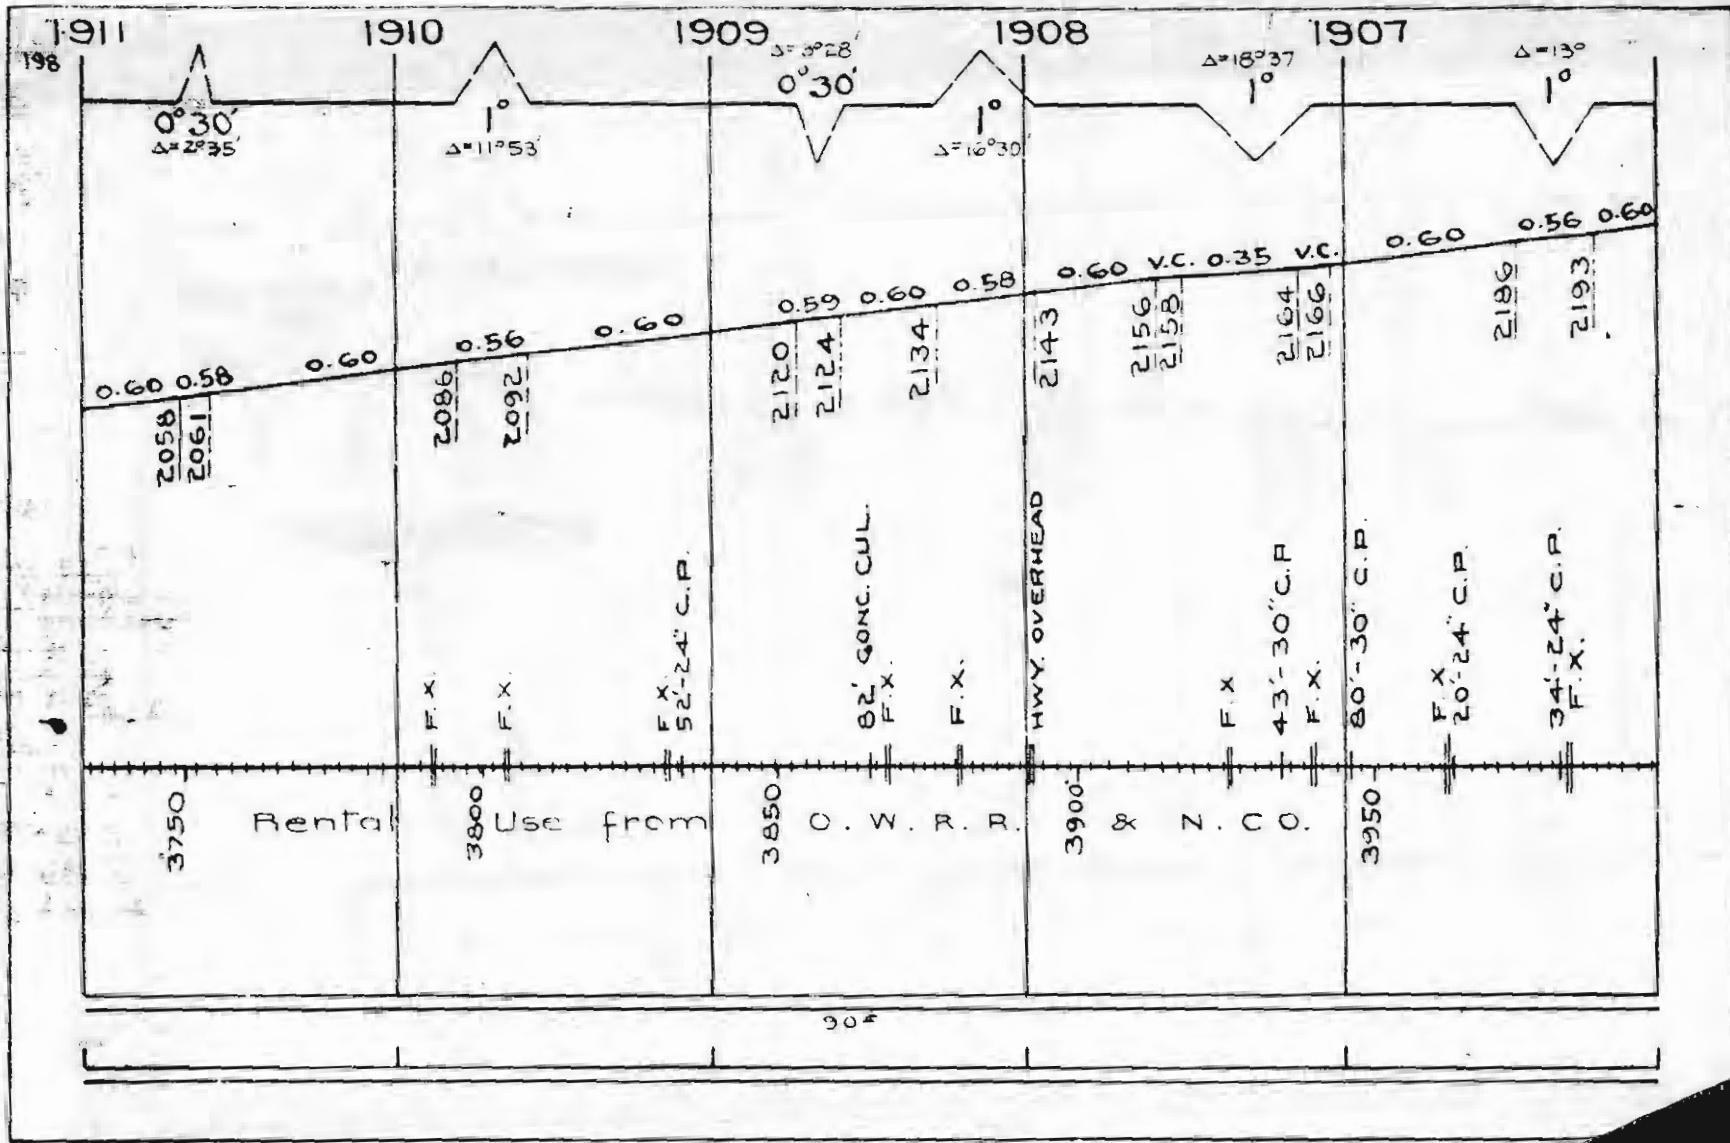 1911 1910 1909 1908 1907
198
Δ=3°28 Δ=18°37 Δ=13°
0°30' 1° 1°
0°30' 1° 1°
Δ=2°35' Δ=11°53' Δ=16°30'
0.60 0.58 0.60 0.56 0.60 0.59 0.60 0.58 0.60 V.C. 0.35 V.C. 0.60 0.56 0.60
2058
2061
2086
2092
2120
2124
2134
2143
2156
2158
2164
2166
2186
2193
F.X.
F.X.
F.X.
52'-24" C.P.
82' CONC. CUL.
F.X.
F.X.
HWY. OVERHEAD
F.X
43'-30" C.P
F.X.
80'-30" C.P.
F.X
20'-24" C.P.
34'-24" C.P.
F.X.
3750
3800
3850
3900
3950
Rental Use from O.W.R.R. & N.CO.
90#